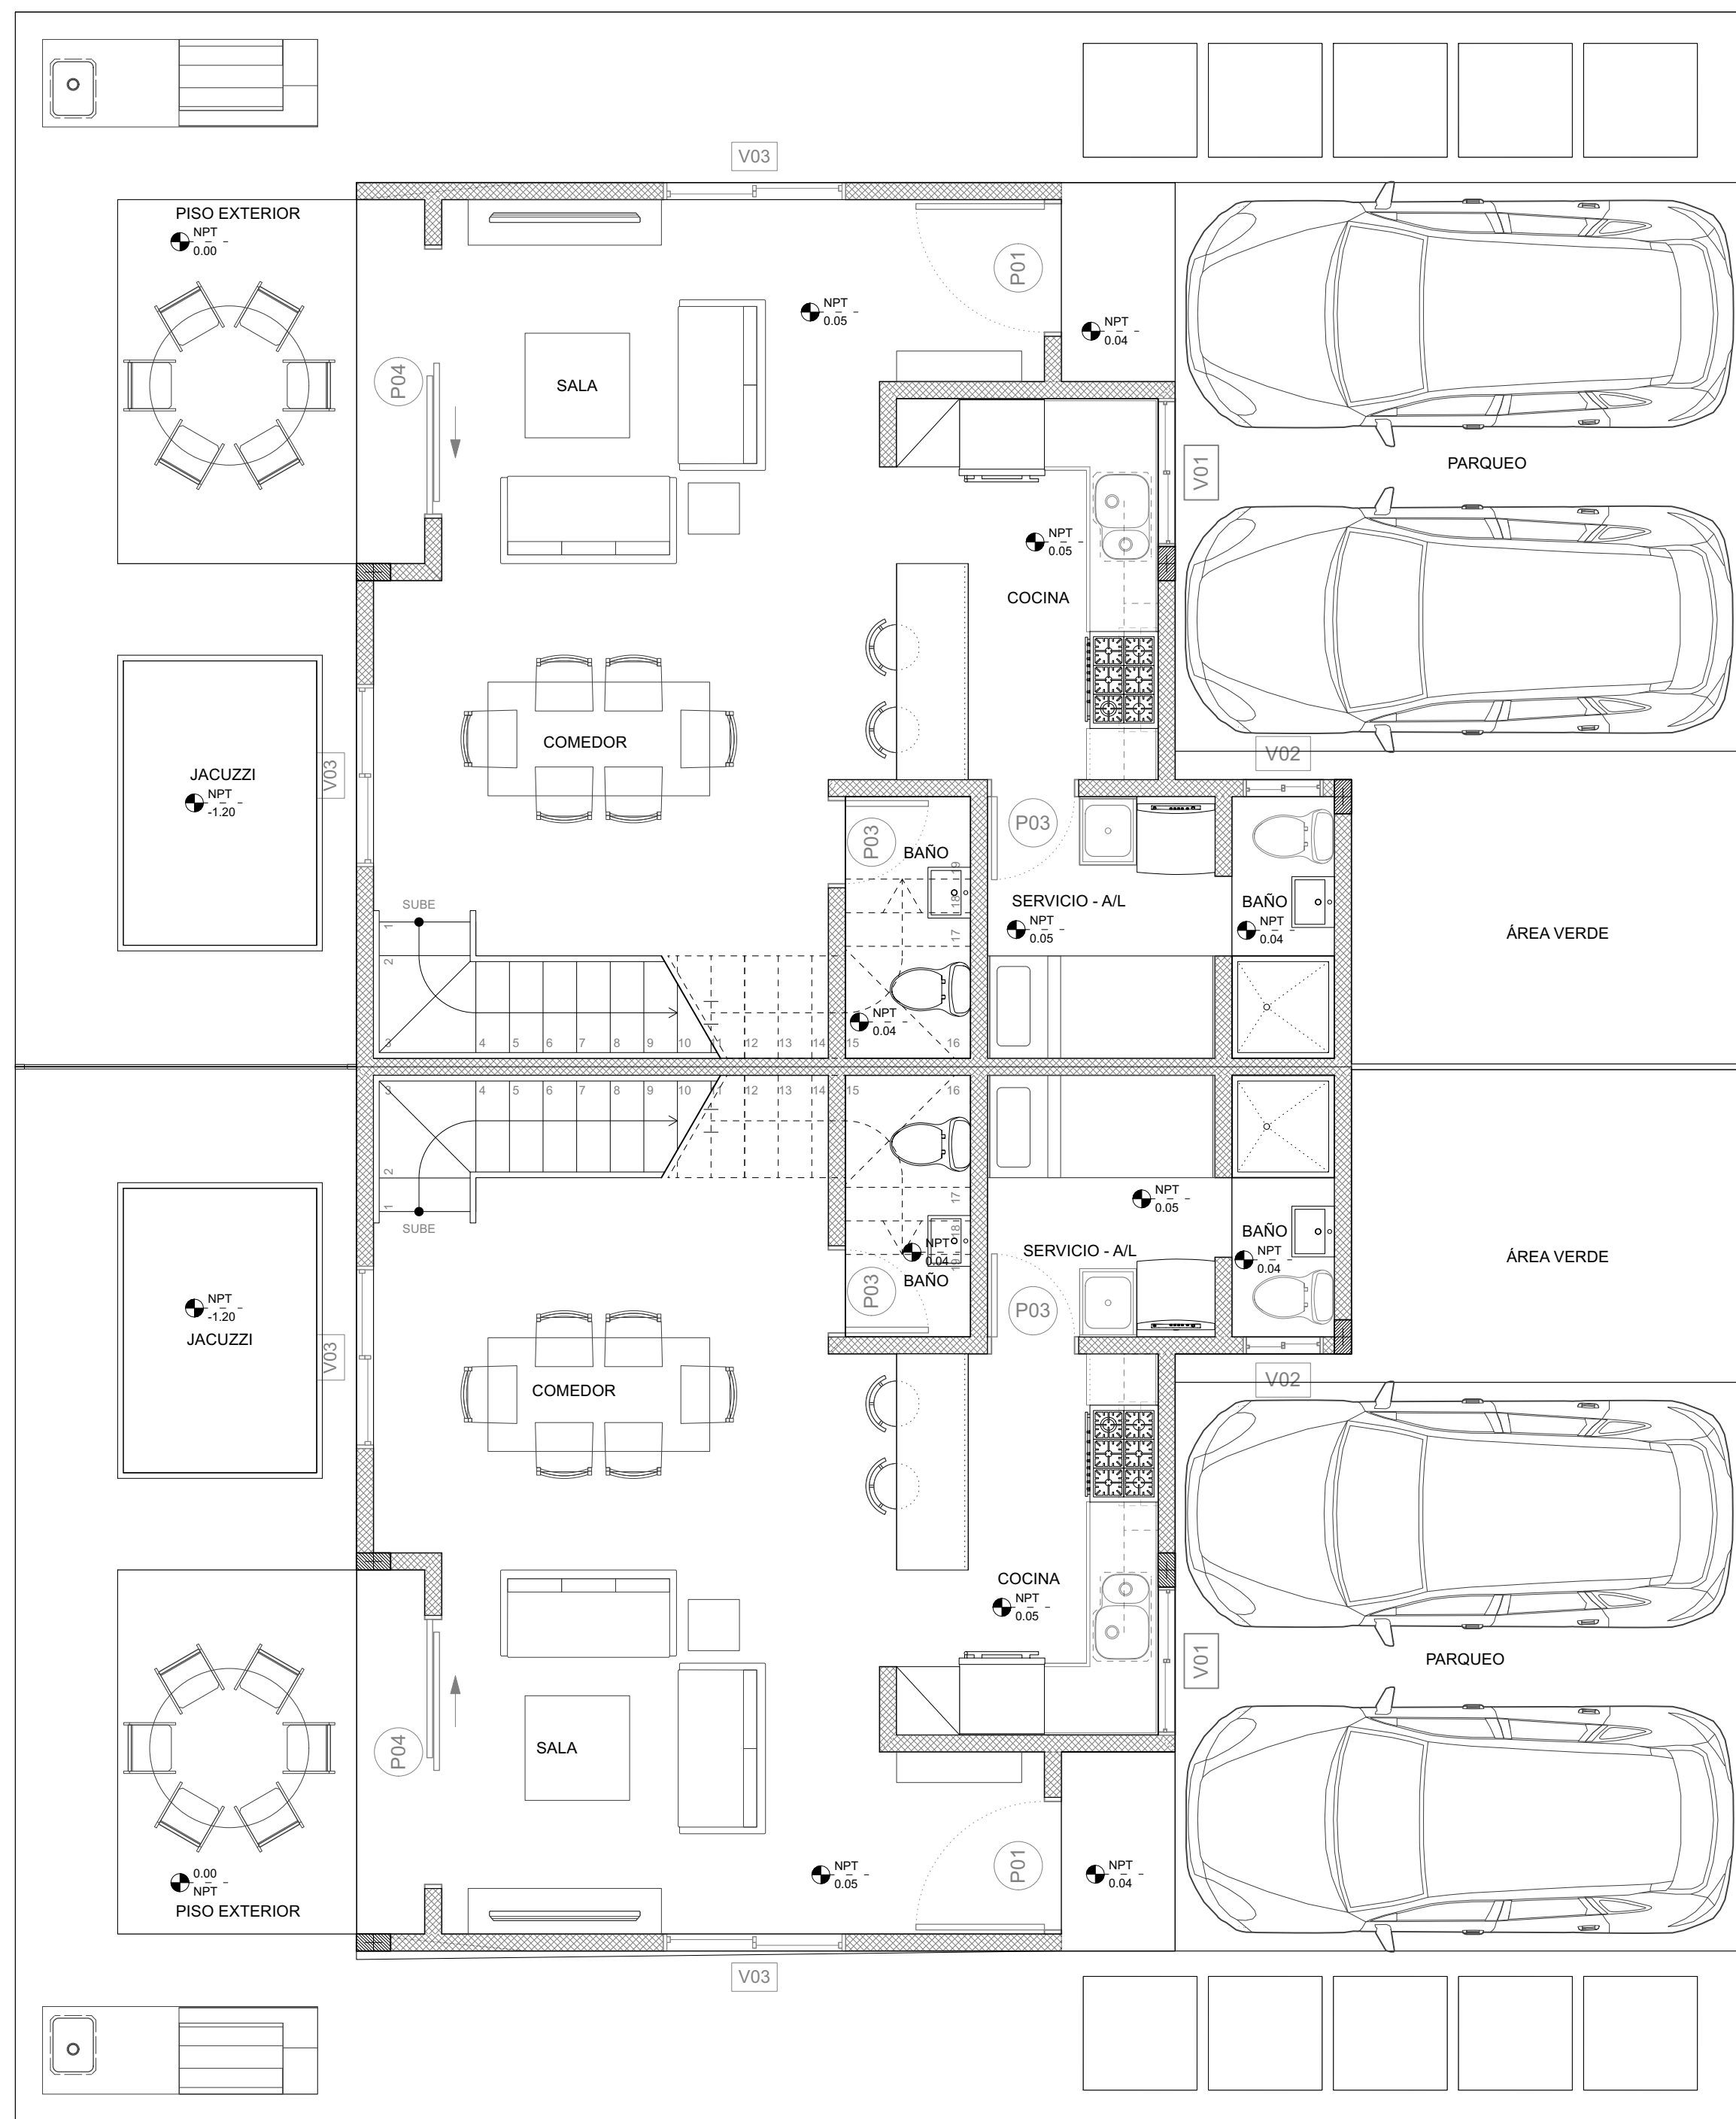 V03
PISO EXTERIOR
NPT
0.00
P01
NPT
0.05
NPT
0.04
P04
SALA
PARQUEO
V01
NPT
0.05
COCINA
COMEDOR
V02
JACUZZI
NPT
-1.20
V03
P03
P03
BAÑO
SERVICIO - A/L
NPT
0.05
BAÑO
NPT
0.04
ÁREA VERDE
SUBE
1
2
19
18
17
NPT
0.04
3
4
5
6
7
8
9
10
11
12
13
14
15
16
3
4
5
6
7
8
9
10
11
12
13
14
15
16
2
1
SUBE
17
18
19
NPT
0.04
BAÑO
P03
NPT
0.05
SERVICIO - A/L
P03
BAÑO
NPT
0.04
ÁREA VERDE
NPT
-1.20
JACUZZI
V03
COMEDOR
V02
COCINA
NPT
0.05
V01
PARQUEO
P04
SALA
NPT
0.05
P01
NPT
0.04
0.00
NPT
PISO EXTERIOR
V03